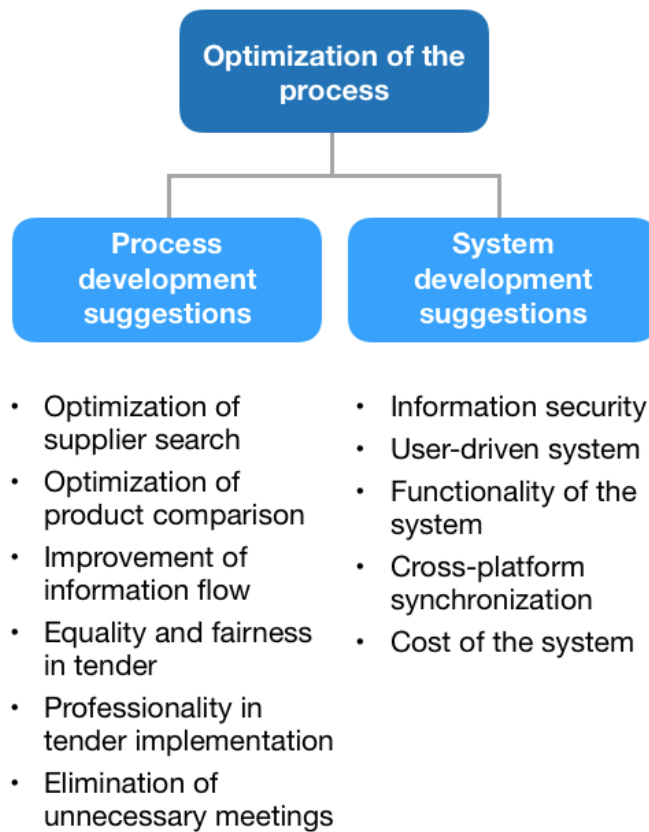 Optimization of the
process
Process
development
suggestions
System
development
suggestions
• Optimization of
supplier search
• Optimization of
product comparison
• Improvement of
information flow
• Equality and fairness
in tender
• Professionality in
tender implementation
• Elimination of
unnecessary meetings
• Information security
• User-driven system
• Functionality of the
system
• Cross-platform
synchronization
• Cost of the system